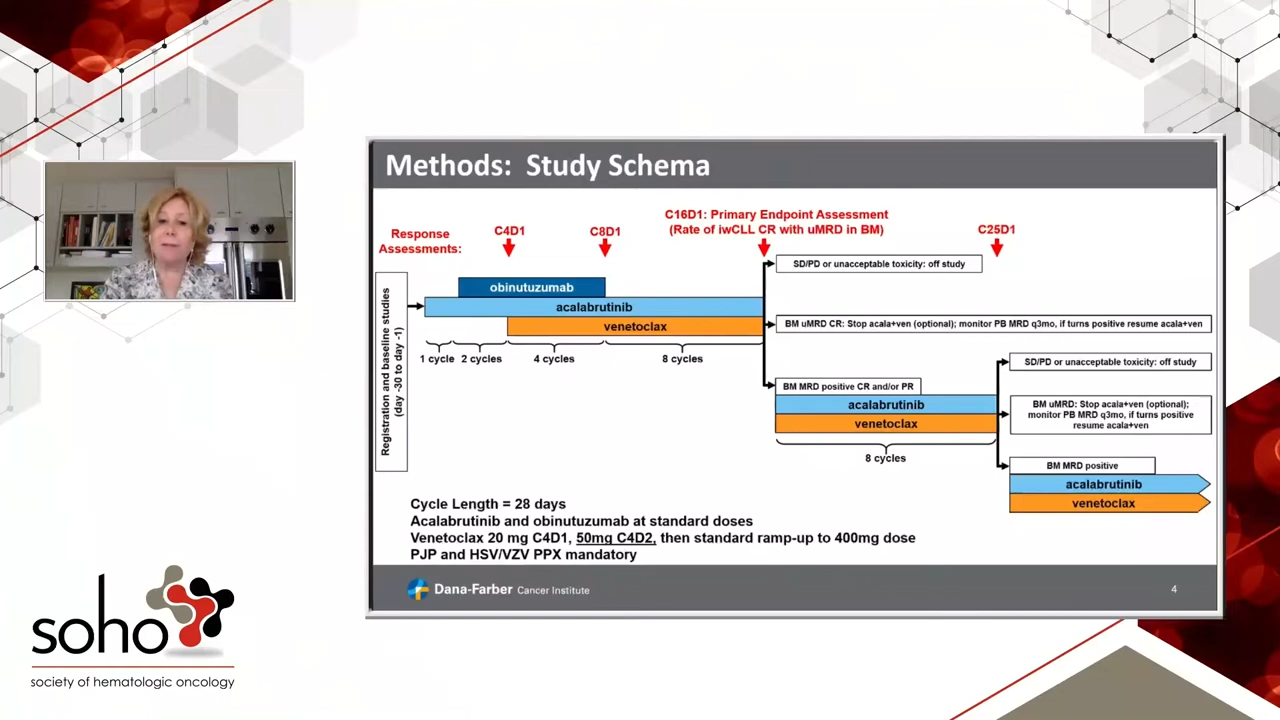 Methods: Study Schema
Response
Assessments:
C4D1
C8D1
C16D1: Primary Endpoint Assessment
(Rate of iwCLL CR with uMRD in BM)
C25D1
Registration and baseline studies
(day -30 to day -1)
obinutuzumab
acalabrutinib
venetoclax
1 cycle
2 cycles
4 cycles
8 cycles
SD/PD or unacceptable toxicity: off study
BM uMRD CR: Stop acala+ven (optional); monitor PB MRD q3mo, if turns positive resume acala+ven
BM MRD positive CR and/or PR
acalabrutinib
venetoclax
8 cycles
SD/PD or unacceptable toxicity: off study
BM uMRD: Stop acala+ven (optional);
monitor PB MRD q3mo, if turns positive
resume acala+ven
BM MRD positive
acalabrutinib
venetoclax
Cycle Length = 28 days
Acalabrutinib and obinutuzumab at standard doses
Venetoclax 20 mg C4D1, 50mg C4D2, then standard ramp-up to 400mg dose
PJP and HSV/VZV PPX mandatory
Dana-Farber Cancer Institute
4
soho
society of hematologic oncology